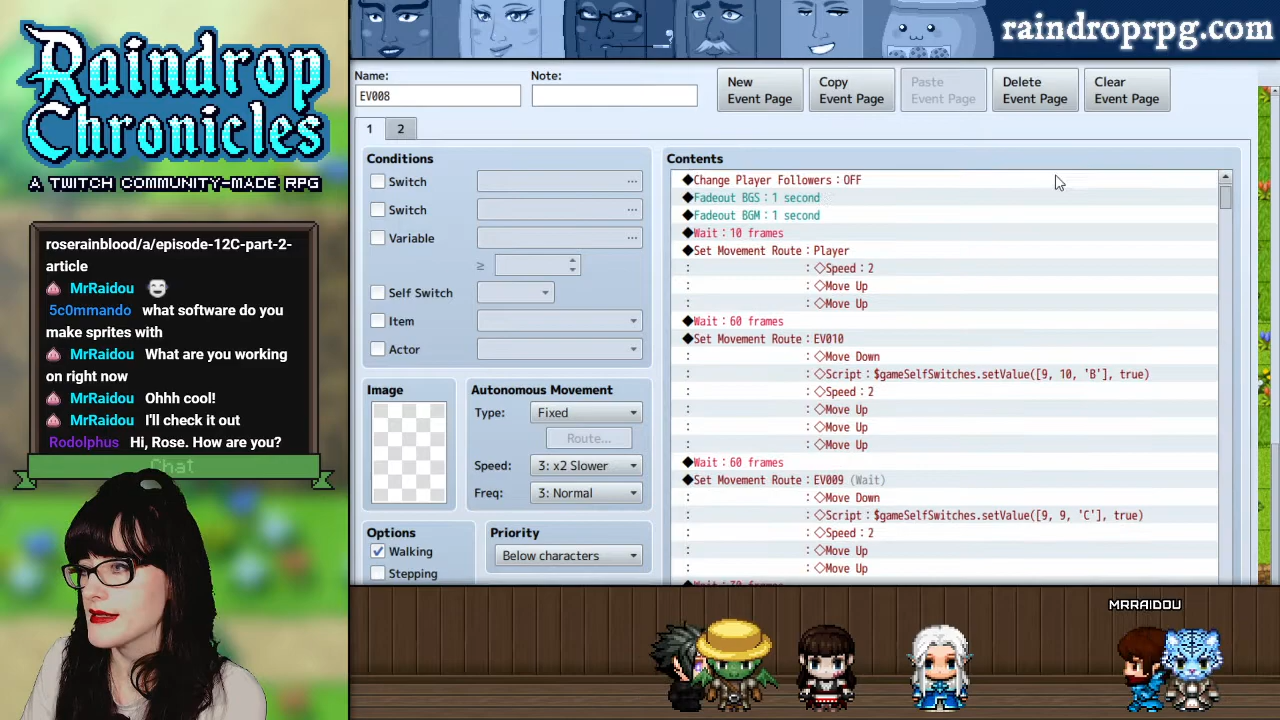 Raindrop
Chronicles
A TWITCH COMMUNITY-MADE RPG
roserainblood/a/episode-12C-part-2-
article
MrRaidou
5c0mmando what software do you
make sprites with
MrRaidou What are you working
on right now
MrRaidou Ohhh cool!
MrRaidou I'll check it out
Rodolphus Hi, Rose. How are you?
Chat
raindroprpg.com
Name:
Note:
EV008
New
Event Page
Copy
Event Page
Paste
Event Page
Delete
Event Page
Clear
Event Page
1
2
Conditions
Switch
...
Switch
...
Variable
...
≥
Self Switch
Item
Actor
Image
Autonomous Movement
Type: Fixed
Route...
Speed: 3: x2 Slower
Freq: 3: Normal
Options
Walking
Stepping
Priority
Below characters
Contents
◆Change Player Followers : OFF
◆Fadeout BGS : 1 second
◆Fadeout BGM : 1 second
◆Wait : 10 frames
◆Set Movement Route : Player
: : ◇Speed : 2
: : ◇Move Up
: : ◇Move Up
◆Wait : 60 frames
◆Set Movement Route : EV010
: : ◇Move Down
: : ◇Script : $gameSelfSwitches.setValue([9, 10, 'B'], true)
: : ◇Speed : 2
: : ◇Move Up
: : ◇Move Up
: : ◇Move Up
◆Wait : 60 frames
◆Set Movement Route : EV009 (Wait)
: : ◇Move Down
: : ◇Script : $gameSelfSwitches.setValue([9, 9, 'C'], true)
: : ◇Speed : 2
: : ◇Move Up
: : ◇Move Up
MRRAIDOU